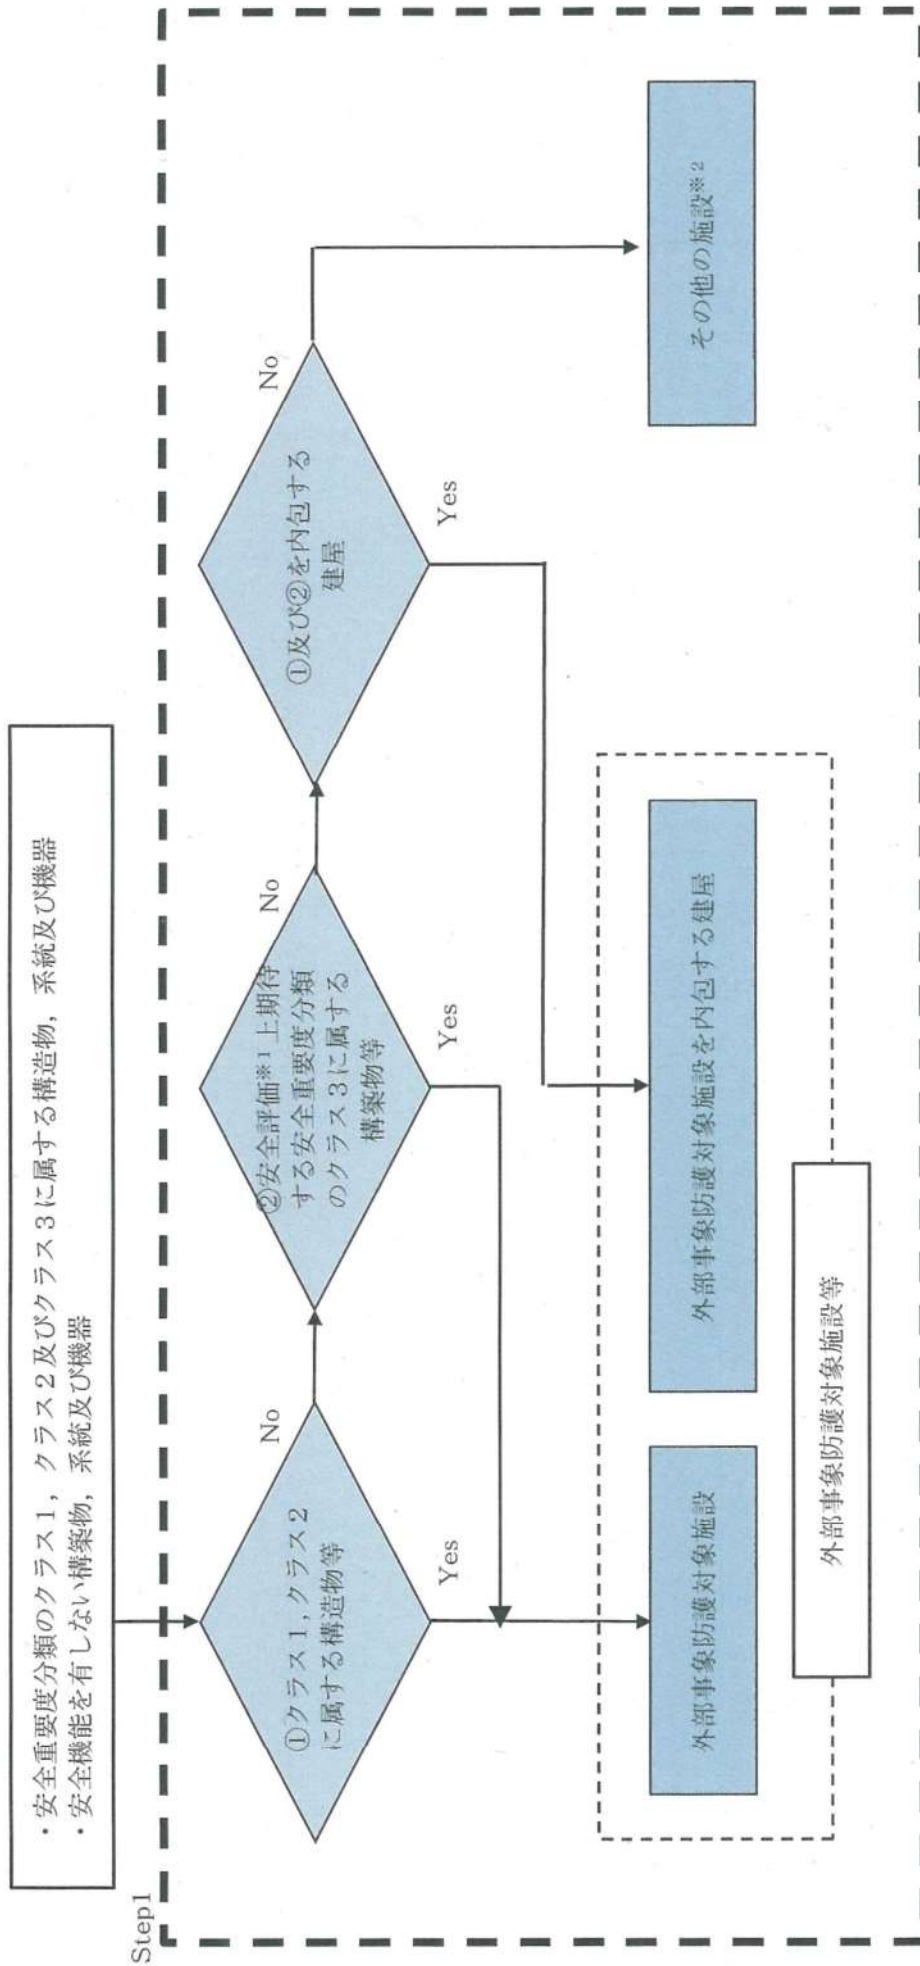 ・安全重要度分類のクラス1，クラス2及びクラス3に属する構造物，系統及び機器
・安全機能を有しない構築物，系統及び機器
Step1
①クラス1,クラス2
に属する構造物等
No
Yes
②安全評価※1上期待
する安全重要度分類
のクラス3に属する
構築物等
No
Yes
①及び②を内包する
建屋
No
Yes
外部事象防護対象施設
外部事象防護対象施設を内包する建屋
その他の施設※2
外部事象防護対象施設等